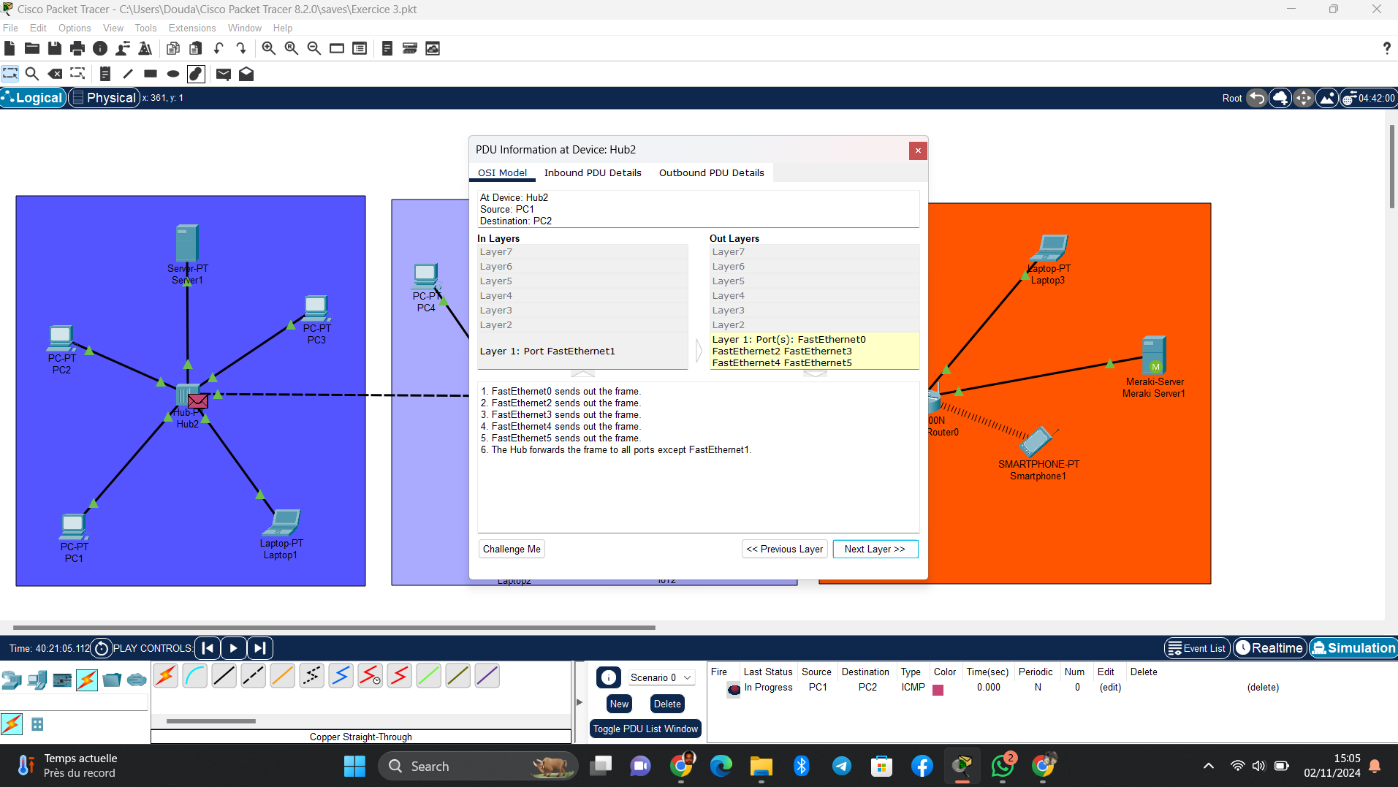 Cisco Packet Tracer - C:\Users\Douda\Cisco Packet Tracer 8.2.0\saves\Exercice 3.pkt
File Edit Options View Tools Extensions Window Help
?
Logical Physical x: 361, y: 1 Root 04:42:00
PDU Information at Device: Hub2
OSI Model Inbound PDU Details Outbound PDU Details
At Device: Hub2
Source: PC1
Destination: PC2
In Layers Out Layers
Layer7 Layer7
Layer6 Layer6
Layer5 Layer5
Layer4 Layer4
Layer3 Layer3
Layer2 Layer2
Layer 1: Port FastEthernet1
Layer 1: Port(s): FastEthernet0
FastEthernet2 FastEthernet3
FastEthernet4 FastEthernet5
1. FastEthernet0 sends out the frame.
2. FastEthernet2 sends out the frame.
3. FastEthernet3 sends out the frame.
4. FastEthernet4 sends out the frame.
5. FastEthernet5 sends out the frame.
6. The Hub forwards the frame to all ports except FastEthernet1.
Challenge Me << Previous Layer Next Layer >>
Server-PT
Server1
PC-PT
PC3
PC-PT
PC2
Hub-P
Hub2
PC-PT
PC1
Laptop-PT
Laptop1
PC-PT
PC4
Laptop2
Laptop-PT
Laptop3
M
Meraki-Server
Meraki Server1
00N
Router0
SMARTPHONE-PT
Smartphone1
Time: 40:21:05.112 PLAY CONTROLS: Event List Realtime Simulation
Scenario 0
New Delete
Toggle PDU List Window
Fire Last Status Source Destination Type Color Time(sec) Periodic Num Edit Delete
In Progress PC1 PC2 ICMP 0.000 N 0 (edit) (delete)
Copper Straight-Through
Temps actuelle
Près du record
Search
2
15:05
02/11/2024